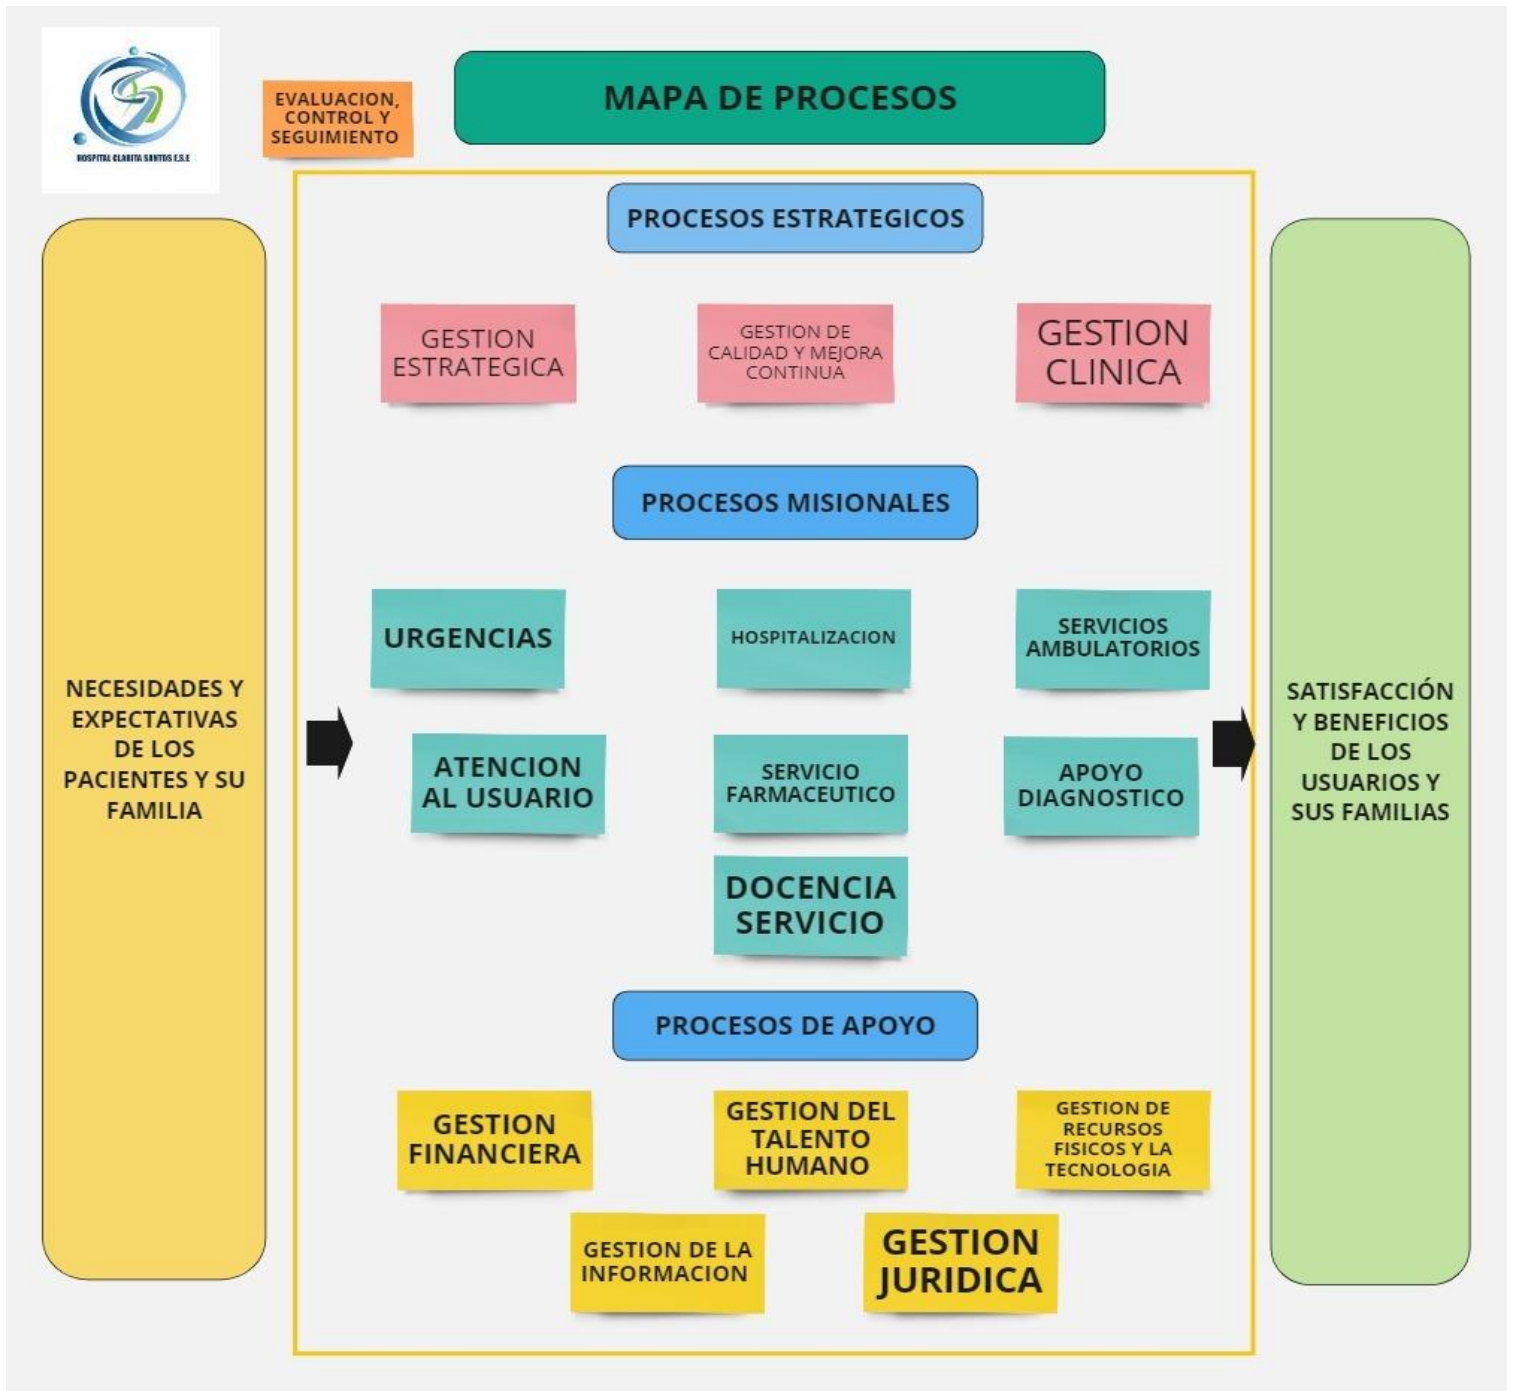 HOSPITAL CLARITA SANTOS E.S.E
EVALUACION,
CONTROL Y
SEGUIMIENTO
MAPA DE PROCESOS
PROCESOS ESTRATEGICOS
GESTION
ESTRATEGICA
GESTION DE
CALIDAD Y MEJORA
CONTINUA
GESTION
CLINICA
PROCESOS MISIONALES
URGENCIAS
HOSPITALIZACION
SERVICIOS
AMBULATORIOS
NECESIDADES Y
EXPECTATIVAS
DE LOS
PACIENTES Y SU
FAMILIA
ATENCION
AL USUARIO
SERVICIO
FARMACEUTICO
APOYO
DIAGNOSTICO
SATISFACCIÓN
Y BENEFICIOS
DE LOS
USUARIOS Y
SUS FAMILIAS
DOCENCIA
SERVICIO
PROCESOS DE APOYO
GESTION
FINANCIERA
GESTION DEL
TALENTO
HUMANO
GESTION DE
RECURSOS
FISICOS Y LA
TECNOLOGIA
GESTION DE LA
INFORMACION
GESTION
JURIDICA